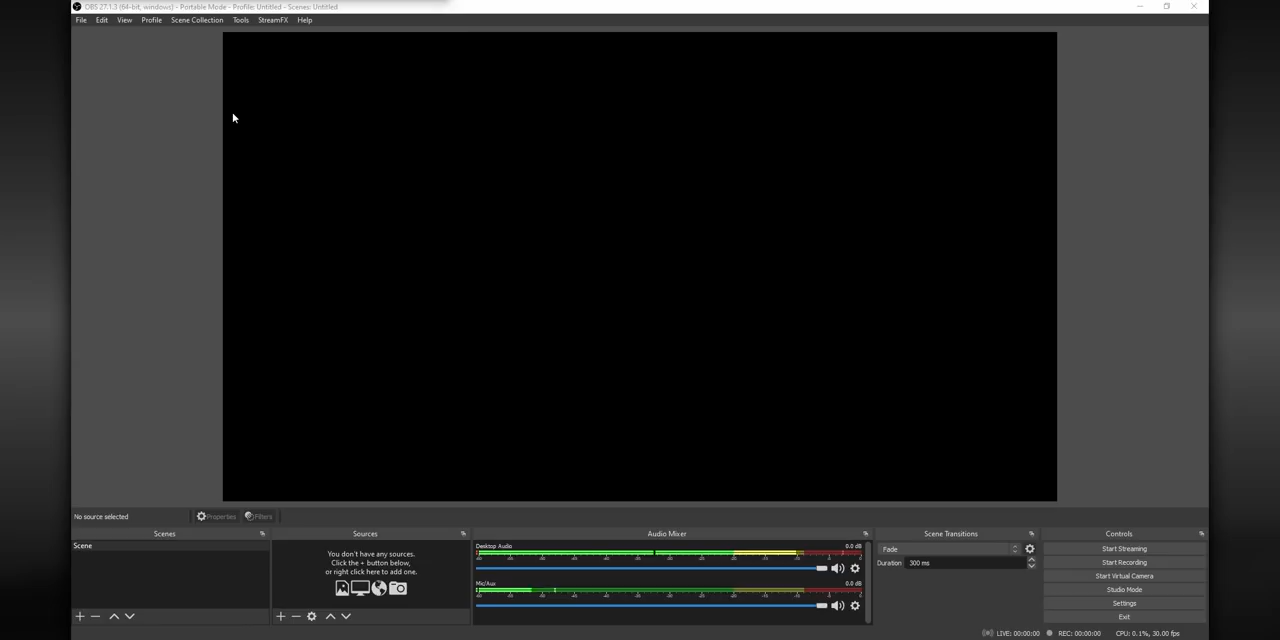 OBS 27.1.3 (64-bit, windows) - Portable Mode - Profile: Untitled - Scenes: Untitled
File Edit View Profile Scene Collection Tools StreamFX Help
No source selected
Properties
Filters
Scenes
Scene
Sources
You don't have any sources.
Click the + button below,
or right click here to add one.
Audio Mixer
Desktop Audio 0.0 dB
Mic/Aux 0.0 dB
Scene Transitions
Fade
Duration 300 ms
Controls
Start Streaming
Start Recording
Start Virtual Camera
Studio Mode
Settings
Exit
LIVE: 00:00:00 REC: 00:00:00 CPU: 0.1%, 30.00 fps